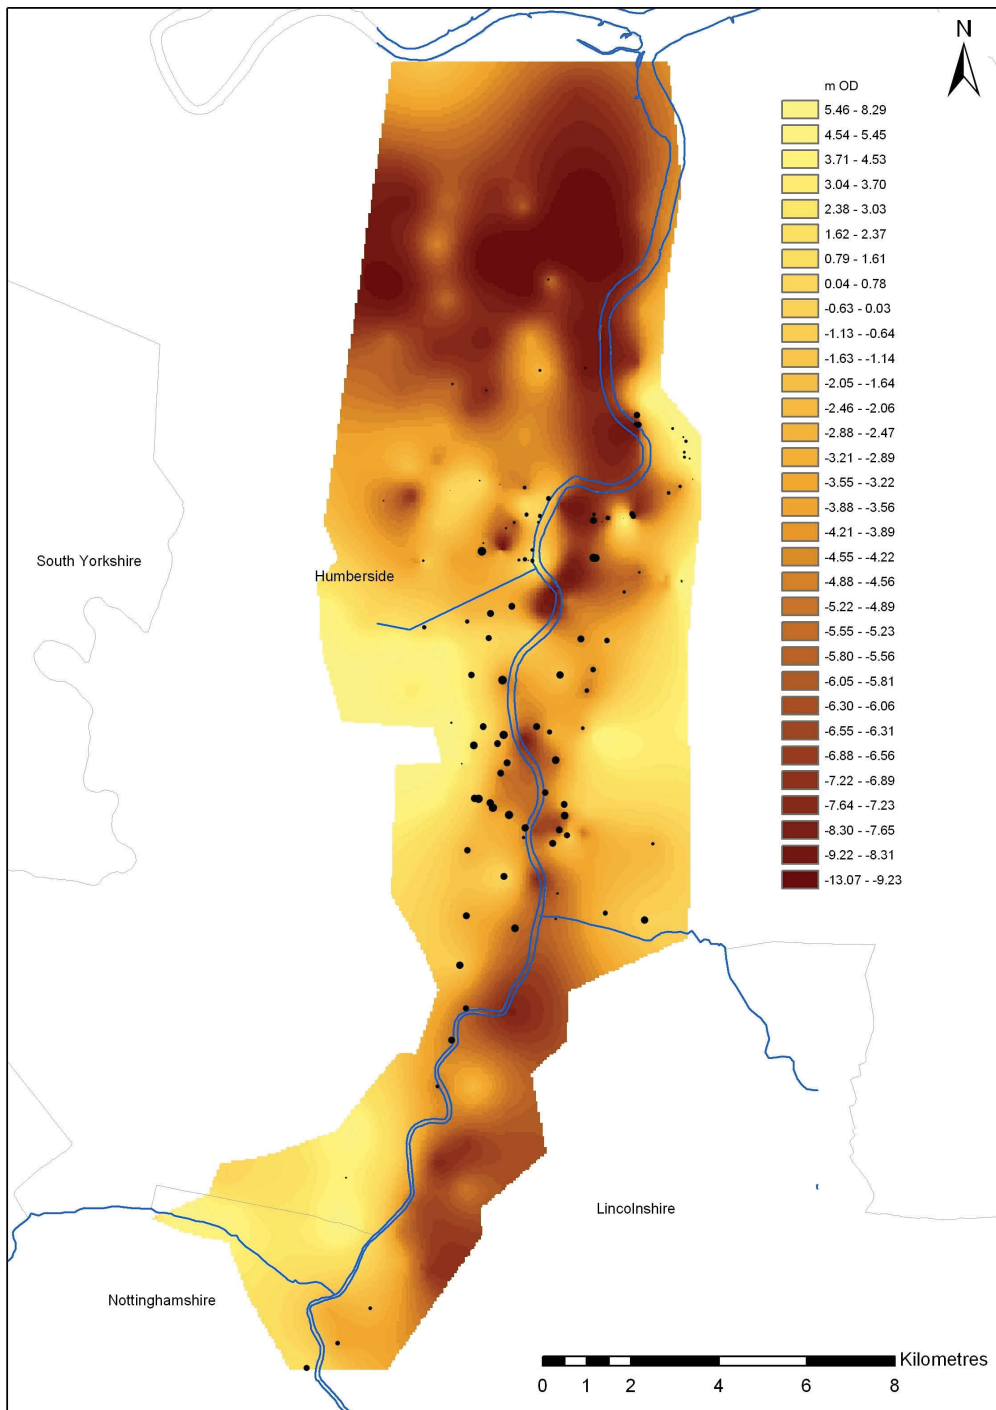 N
m OD
5.46 - 8.29
4.54 - 5.45
3.71 - 4.53
3.04 - 3.70
2.38 - 3.03
1.62 - 2.37
0.79 - 1.61
0.04 - 0.78
-0.63 - 0.03
-1.13 - -0.64
-1.63 - -1.14
-2.05 - -1.64
-2.46 - -2.06
-2.88 - -2.47
-3.21 - -2.89
-3.55 - -3.22
-3.88 - -3.56
-4.21 - -3.89
-4.55 - -4.22
-4.88 - -4.56
-5.22 - -4.89
-5.55 - -5.23
-5.80 - -5.56
-6.05 - -5.81
-6.30 - -6.06
-6.55 - -6.31
-6.88 - -6.56
-7.22 - -6.89
-7.64 - -7.23
-8.30 - -7.65
-9.22 - -8.31
-13.07 - -9.23
South Yorkshire
Humberside
Lincolnshire
Nottinghamshire
Kilometres
0 1 2 4 6 8